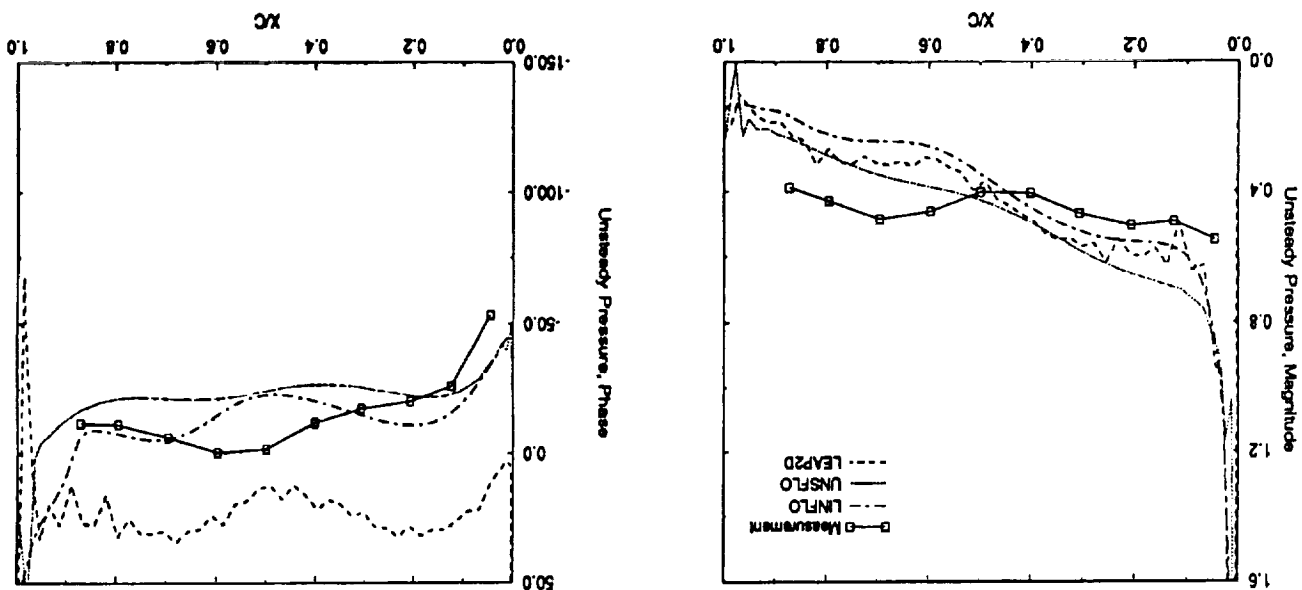 Unsteady Pressure, Magnitude
1.6
1.2
0.8
0.4
0.0
Measurement
LINFLO
UNSFLO
LEAP2D
0.0 0.2 0.4 0.6 0.8 1.0
X/C
Unsteady Pressure, Phase
50.0
0.0
-50.0
-100.0
-150.0
0.0 0.2 0.4 0.6 0.8 1.0
X/C